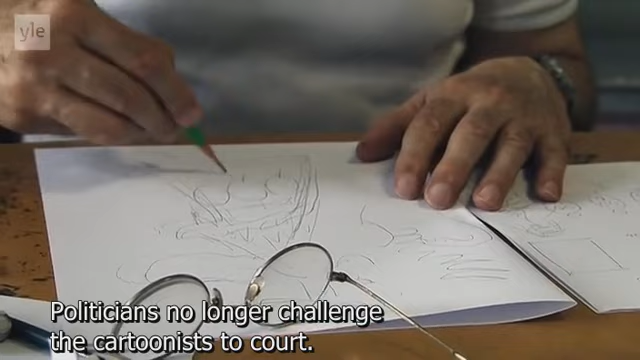 yle
Politicians no longer challenge
the cartoonists to court.